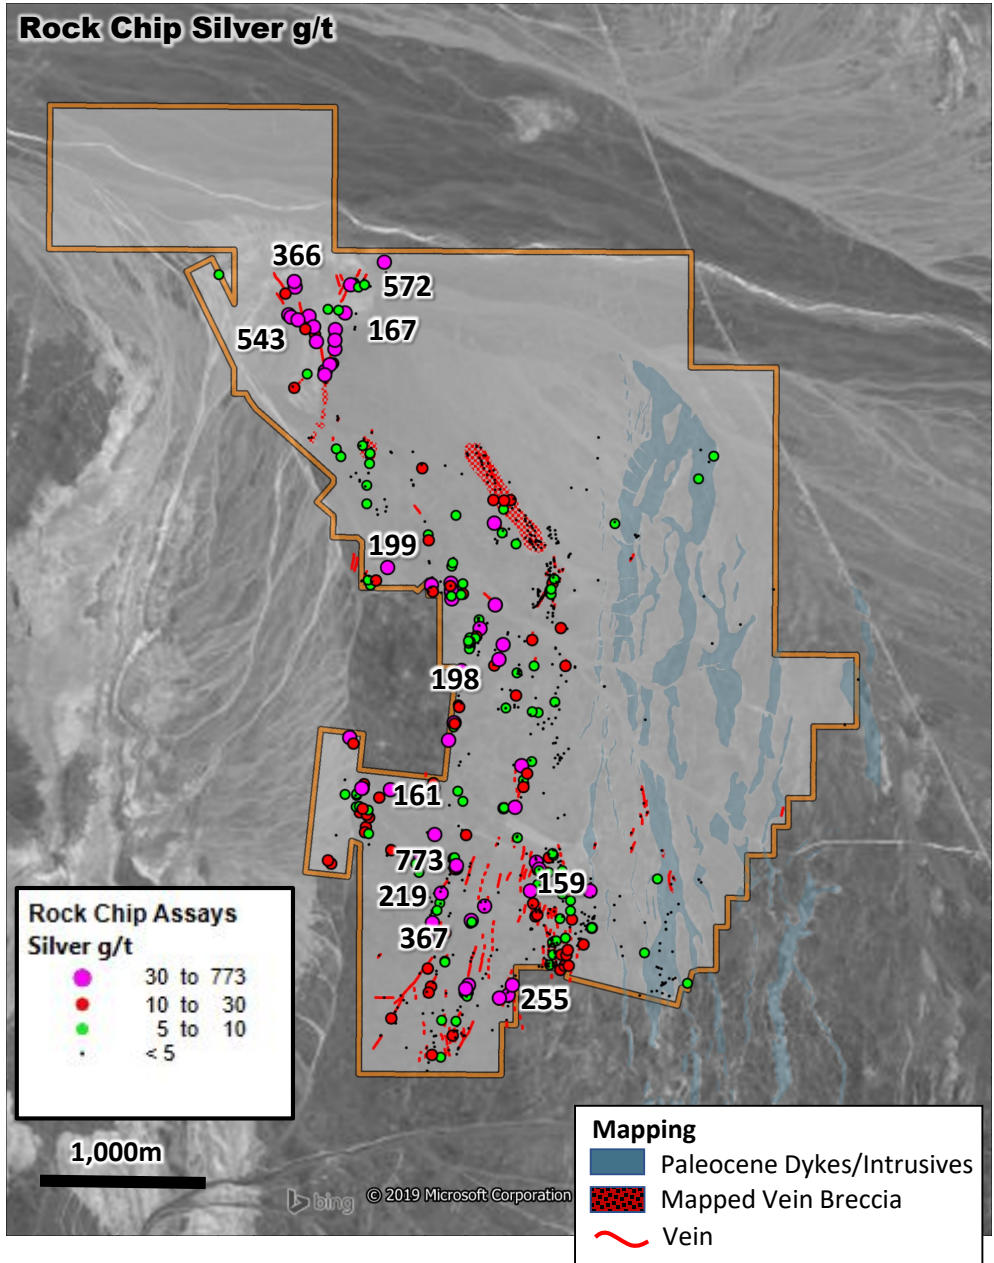 Rock Chip Silver g/t
366
572
543
167
199
198
161
773
159
219
367
255
Rock Chip Assays
Silver g/t
30 to 773
10 to 30
5 to 10
< 5
1,000m
bing
© 2019 Microsoft Corporation
Mapping
Paleocene Dykes/Intrusives
Mapped Vein Breccia
Vein